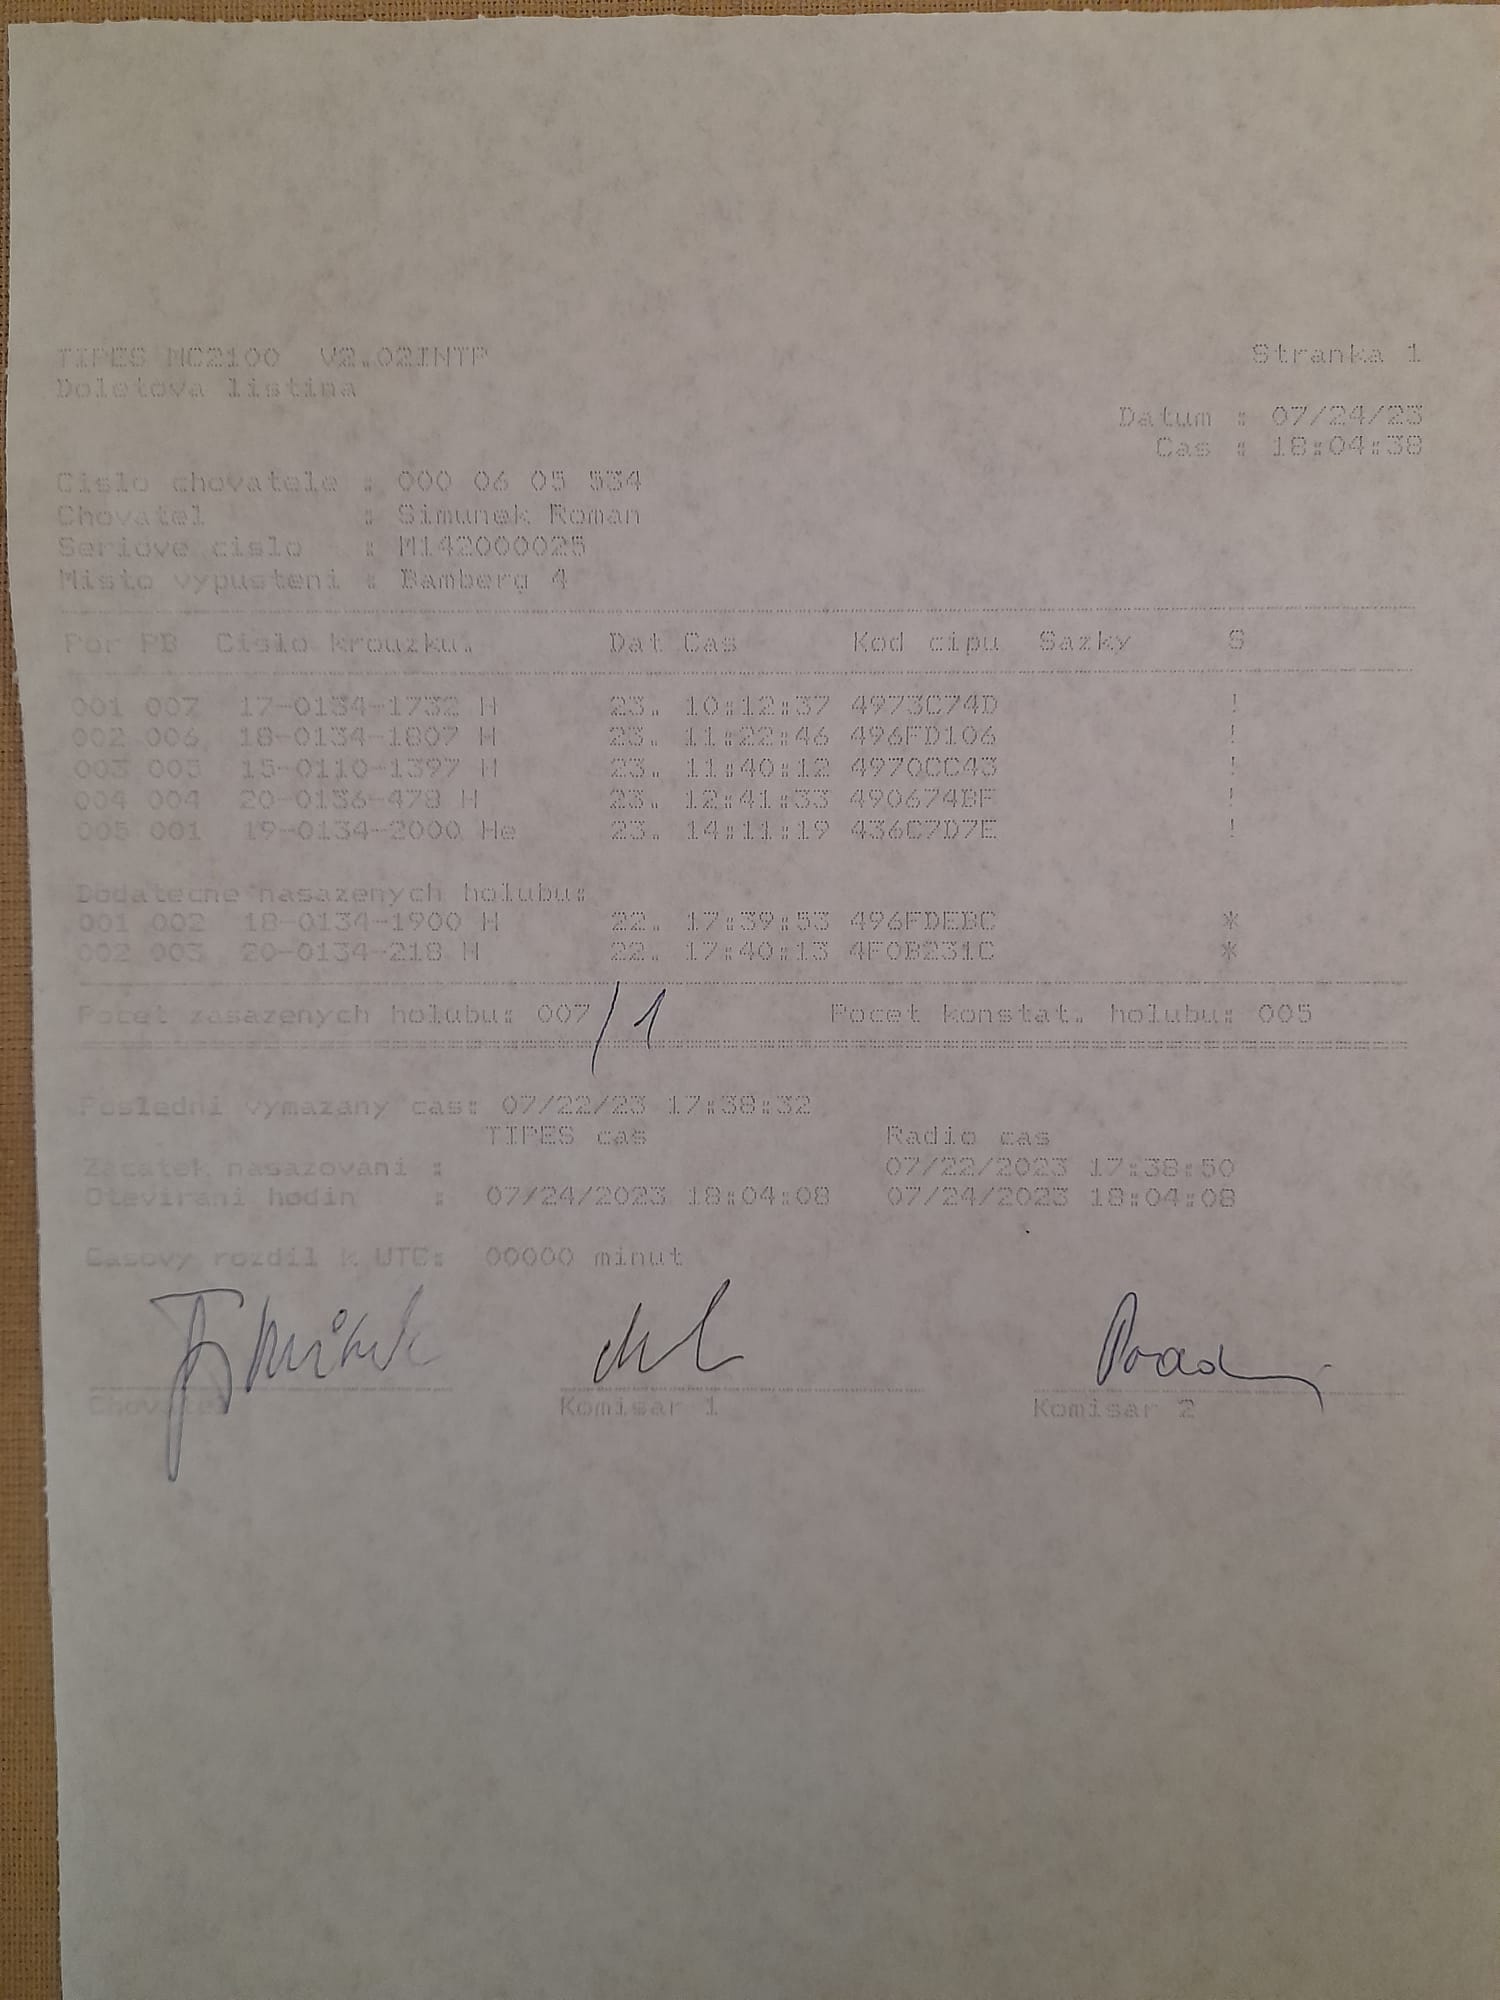 TIPES MC2100 V2.02INTP Stranka 1
Doletova listina
Datum : 07/24/23
Cas : 18:04:38
Cislo chovatele : 000 06 05 534
Chovatel : Simunek Roman
Seriove cislo : M142000025
Misto vypusteni : Bamberg 4
Por PB Cislo krouzku. Dat Cas Kod cipu Sazky S
001 007 17-0134-1732 H 23. 10:12:37 4973C74D !
002 006 18-0134-1807 H 23. 11:22:46 496FD106 !
003 005 15-0110-1397 H 23. 11:40:12 4970CC43 !
004 004 20-0136-478 H 23. 12:41:33 490674BF !
005 001 19-0134-2000 He 23. 14:11:19 436C7D7E !
Dodatecne nasazenych holubu:
001 002 18-0134-1900 H 22. 17:39:53 496FDEBC *
002 003 20-0134-218 H 22. 17:40:13 4F0B231C *
Pocet zasazenych holubu: 007 /1 Pocet konstat. holubu: 005
Posledni vymazany cas: 07/22/23 17:38:32
TIPES cas Radio cas
Zacatek nasazovani : 07/22/2023 17:38:50
Otevirani hodin : 07/24/2023 18:04:08 07/24/2023 18:04:08
Casovy rozdil k UTC: 00000 minut
Chovatel Komisar 1 Komisar 2